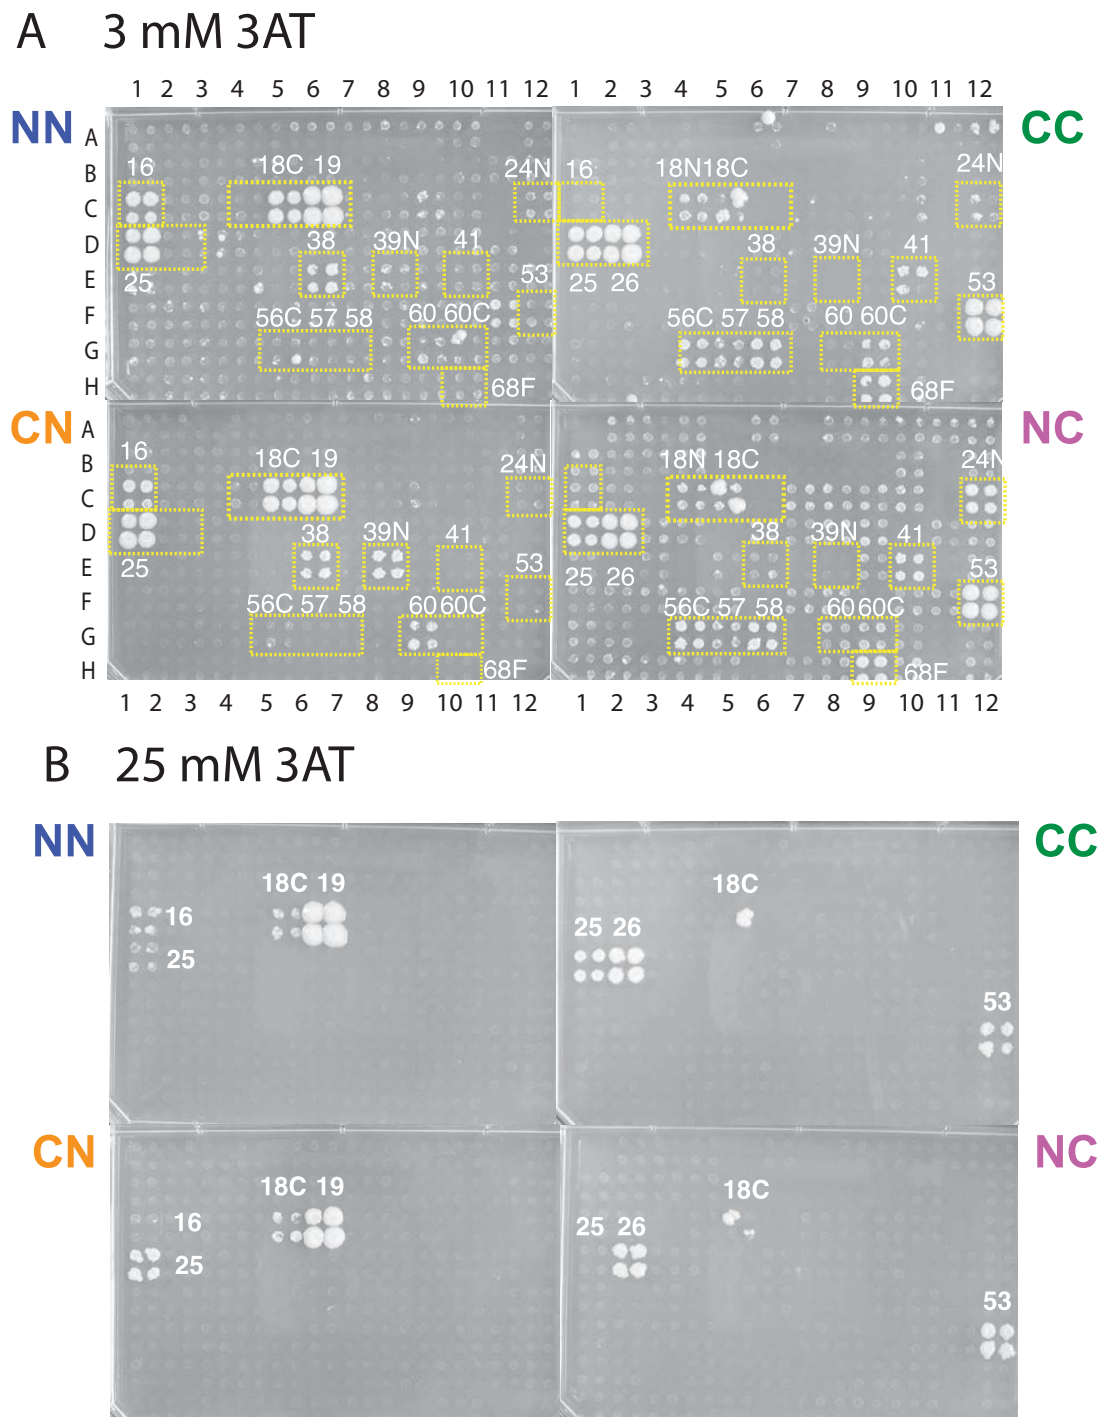 A 3 mM 3AT
1 2 3 4 5 6 7 8 9 10 11 12 1 2 3 4 5 6 7 8 9 10 11 12
NN CC
A
B
C
D
E
F
G
H
16 18C 19 24N
38 39N 41
25 53
56C 57 58 60 60C
68F
16 18N 18C 24N
38 39N 41
25 26 53
56C 57 58 60 60C
68F
CN NC
A
B
C
D
E
F
G
H
16 18C 19 24N
38 39N 41
25 53
56C 57 58 60 60C
68F
18N 18C 24N
38 39N 41
25 26 53
56C 57 58 60 60C
68F
1 2 3 4 5 6 7 8 9 10 11 12 1 2 3 4 5 6 7 8 9 10 11 12
B 25 mM 3AT
NN CC
18C 19
16
25
18C
25 26
53
CN NC
18C 19
16
25
18C
25 26
53